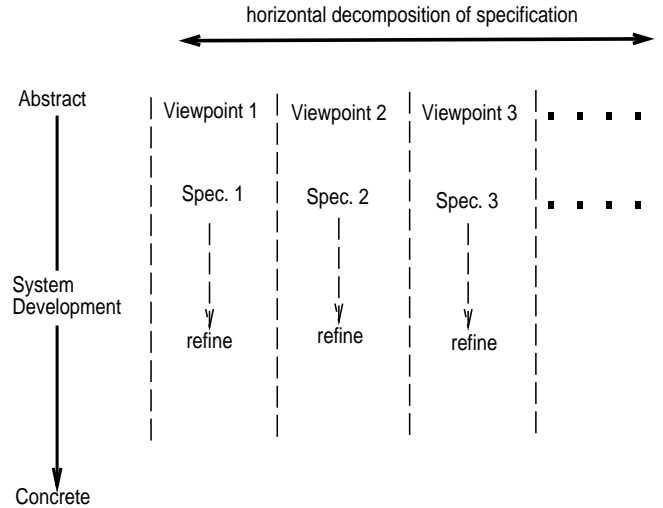 horizontal decomposition of specification
Abstract
Viewpoint 1
Viewpoint 2
Viewpoint 3
Spec. 1
Spec. 2
Spec. 3
System
Development
refine
refine
refine
Concrete